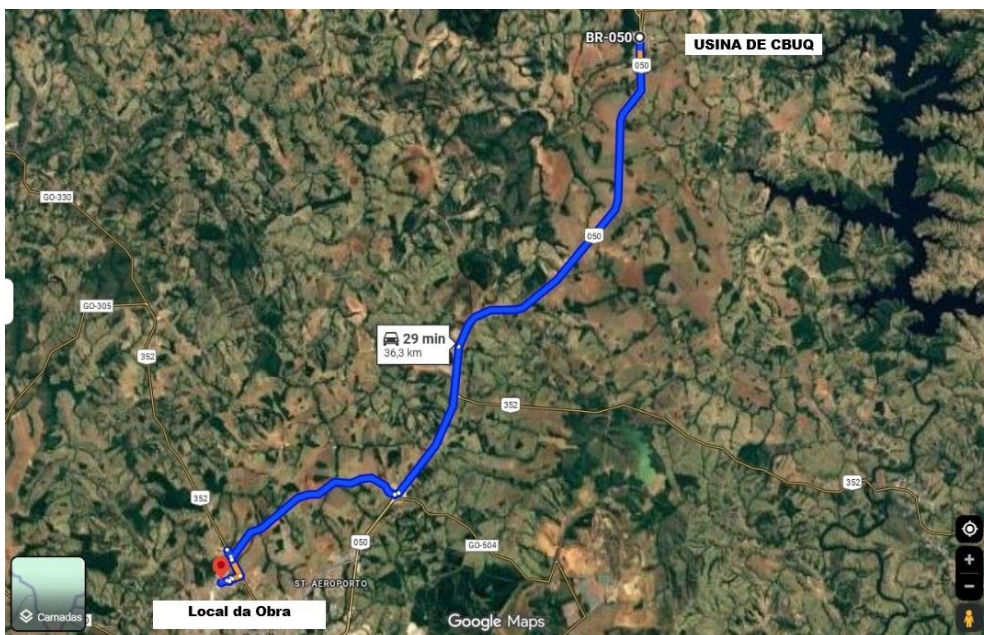 BR-050
USINA DE CBUQ
050
GO-330
050
GO-305
29 min
36,3 km
352
352
352
352
050
GO-504
ST. AEROPORTO
Camadas
Local da Obra
Google Maps